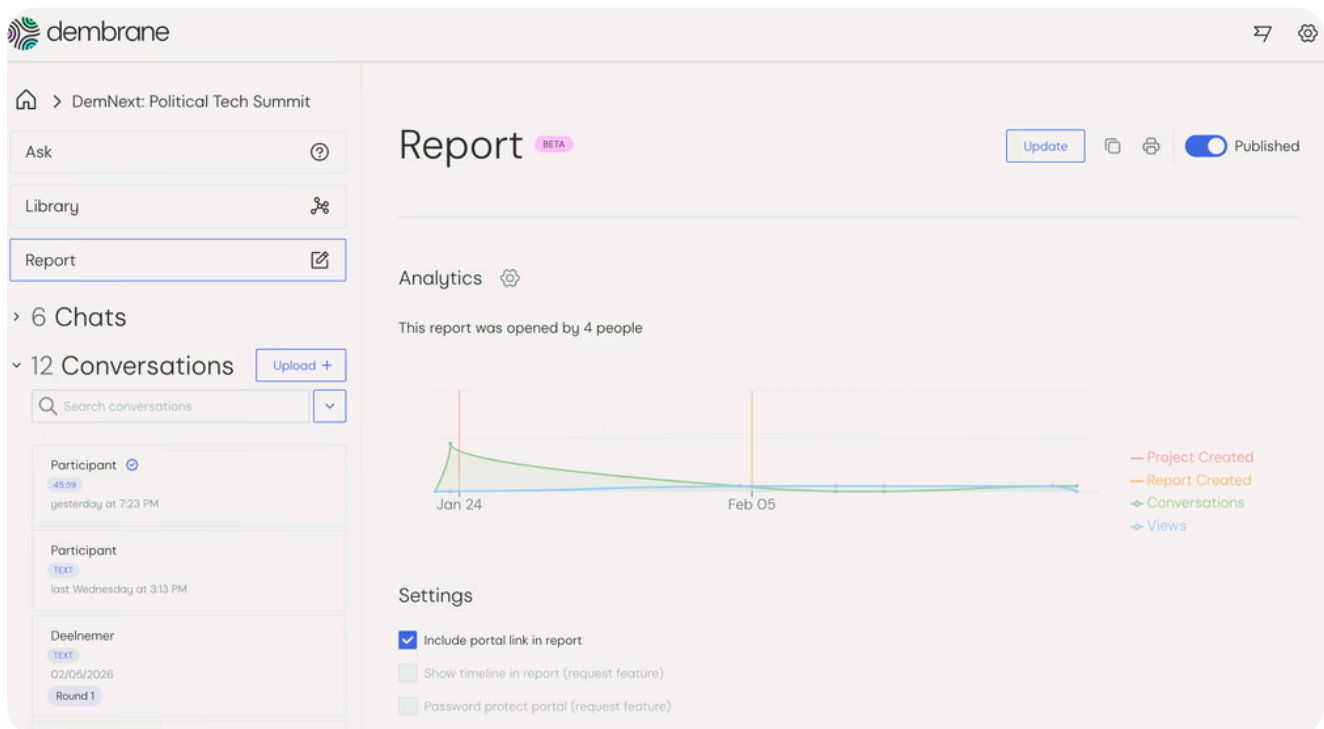 dembrane
DemNext: Political Tech Summit
Ask
Library
Report
6 Chats
12 Conversations
Upload +
Search conversations
Participant
45:59
yesterday at 7:23 PM
Participant
TEXT
last Wednesday at 3:13 PM
Deelnemer
TEXT
02/05/2026
Round 1
Report BETA
Update
Published
Analytics
This report was opened by 4 people
Jan 24
Feb 05
Project Created
Report Created
Conversations
Views
Settings
Include portal link in report
Show timeline in report (request feature)
Password protect portal (request feature)